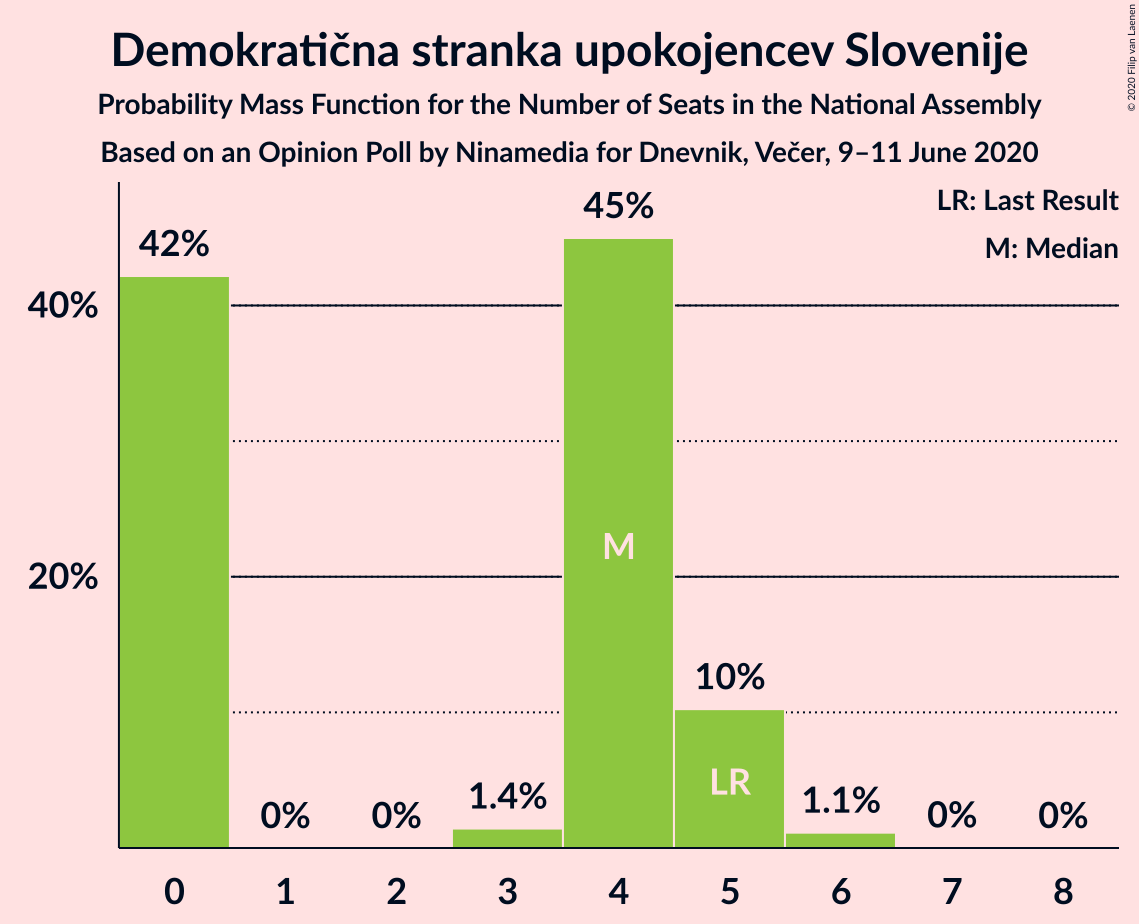 Demokratična stranka upokojencev Slovenije
Probability Mass Function for the Number of Seats in the National Assembly
Based on an Opinion Poll by Ninamedia for Dnevnik, Večer, 9–11 June 2020
© 2020 Filip van Laenen
LR: Last Result
M: Median
45%
42%
40%
M
20%
10%
LR
1.4%
1.1%
0%
0%
0%
0%
0 1 2 3 4 5 6 7 8